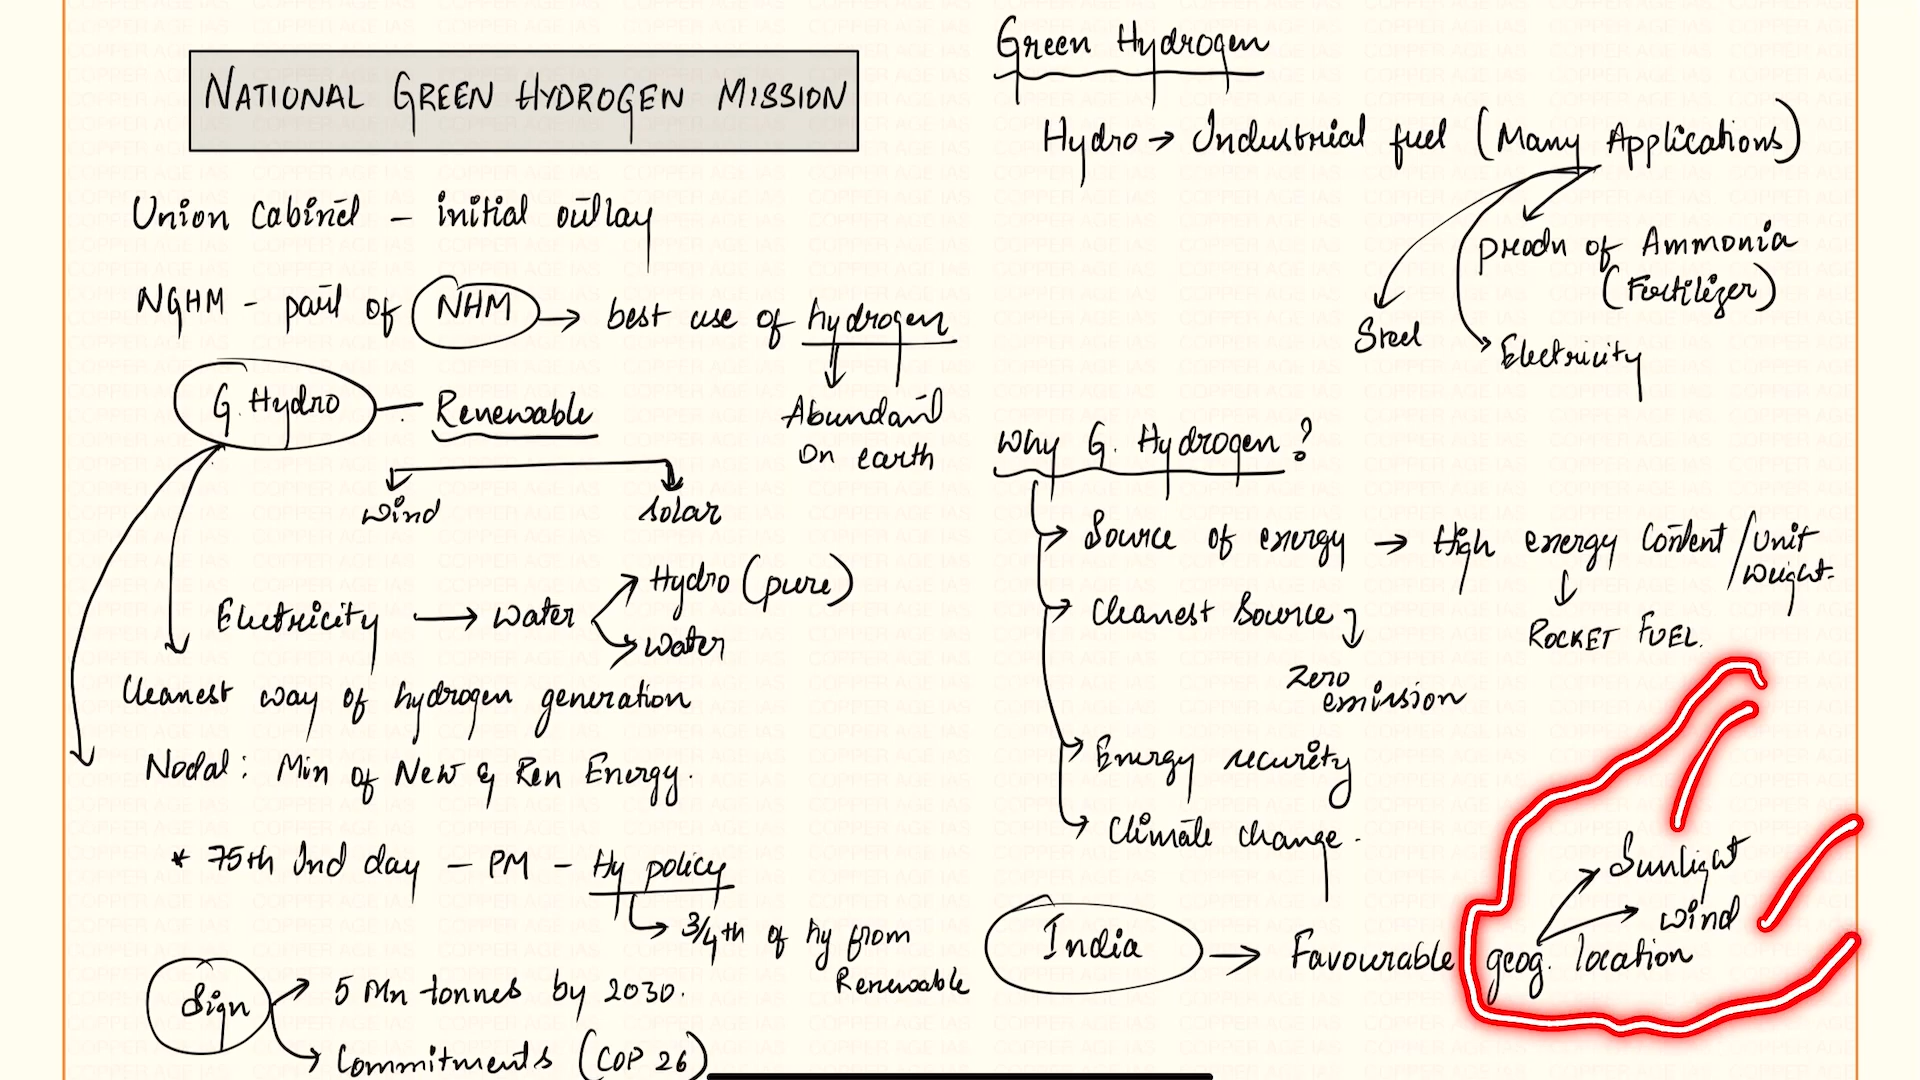 NATIONAL GREEN HYDROGEN MISSION
Union Cabinet – initial outlay
NGHM – part of NHM → best use of hydrogen
Abundant
on earth
G. Hydro – Renewable
wind solar
Electricity → water
Hydro (pure)
water
Cleanest way of hydrogen generation
Nodal : Min of New & Ren Energy.
* 75th Ind day – PM – Hy policy
3/4th of hy from
Renewable
Sign
5 Mn tonnes by 2030.
Commitments (COP 26)
Green Hydrogen
Hydro → Industrial fuel (Many Applications)
Steel
prodn of Ammonia
(Fertilizer)
Electricity
Why G. Hydrogen?
Source of energy → High energy content / unit
weight.
ROCKET FUEL.
Cleanest Source
Zero
emission
Energy security
Climate change.
India → Favourable geog. location
Sunlight
wind